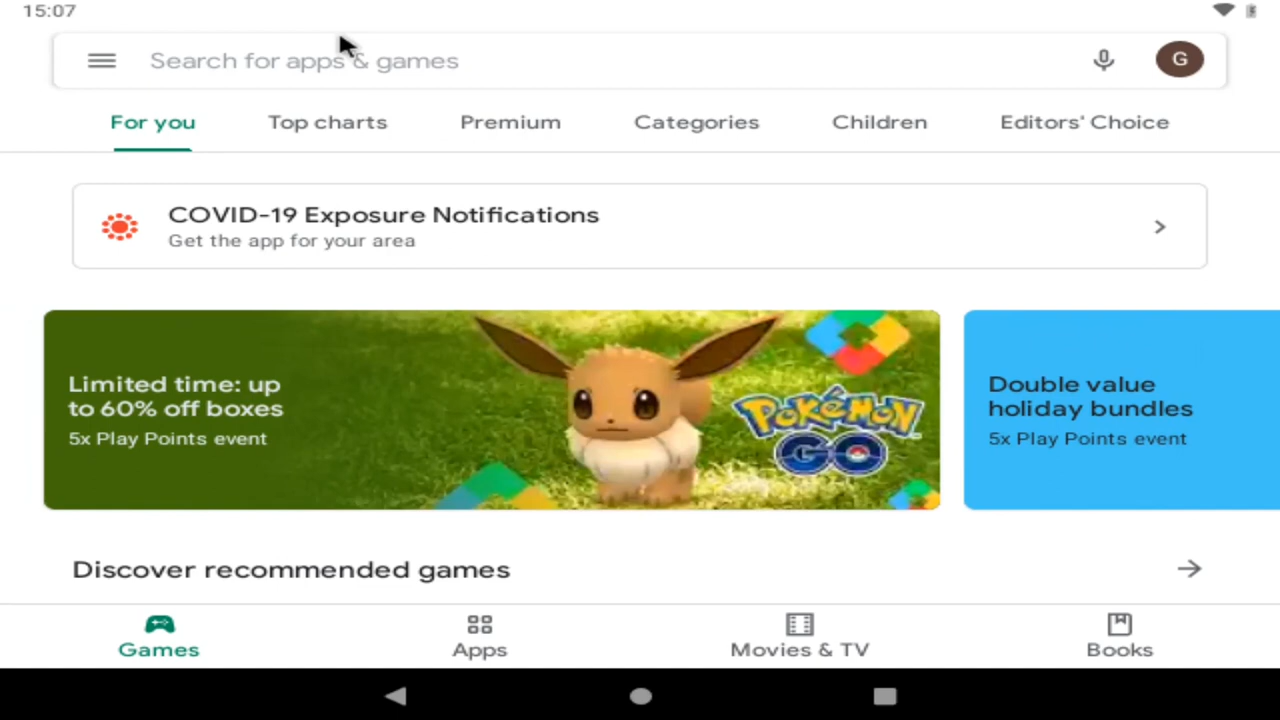 15:07
Search for apps & games
G
For you
Top charts
Premium
Categories
Children
Editors' Choice
COVID-19 Exposure Notifications
Get the app for your area
Limited time: up
to 60% off boxes
5x Play Points event
POKÉMON
GO
Double value
holiday bundles
5x Play Points event
Discover recommended games
Games
Apps
Movies & TV
Books